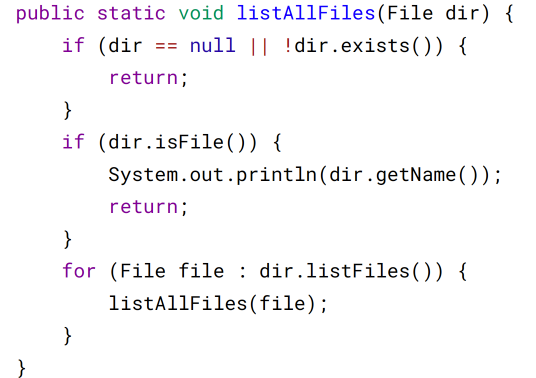 public static void listAllFiles(File dir) {
    if (dir == null || !dir.exists()) {
        return;
    }
    if (dir.isFile()) {
        System.out.println(dir.getName());
        return;
    }
    for (File file : dir.listFiles()) {
        listAllFiles(file);
    }
}